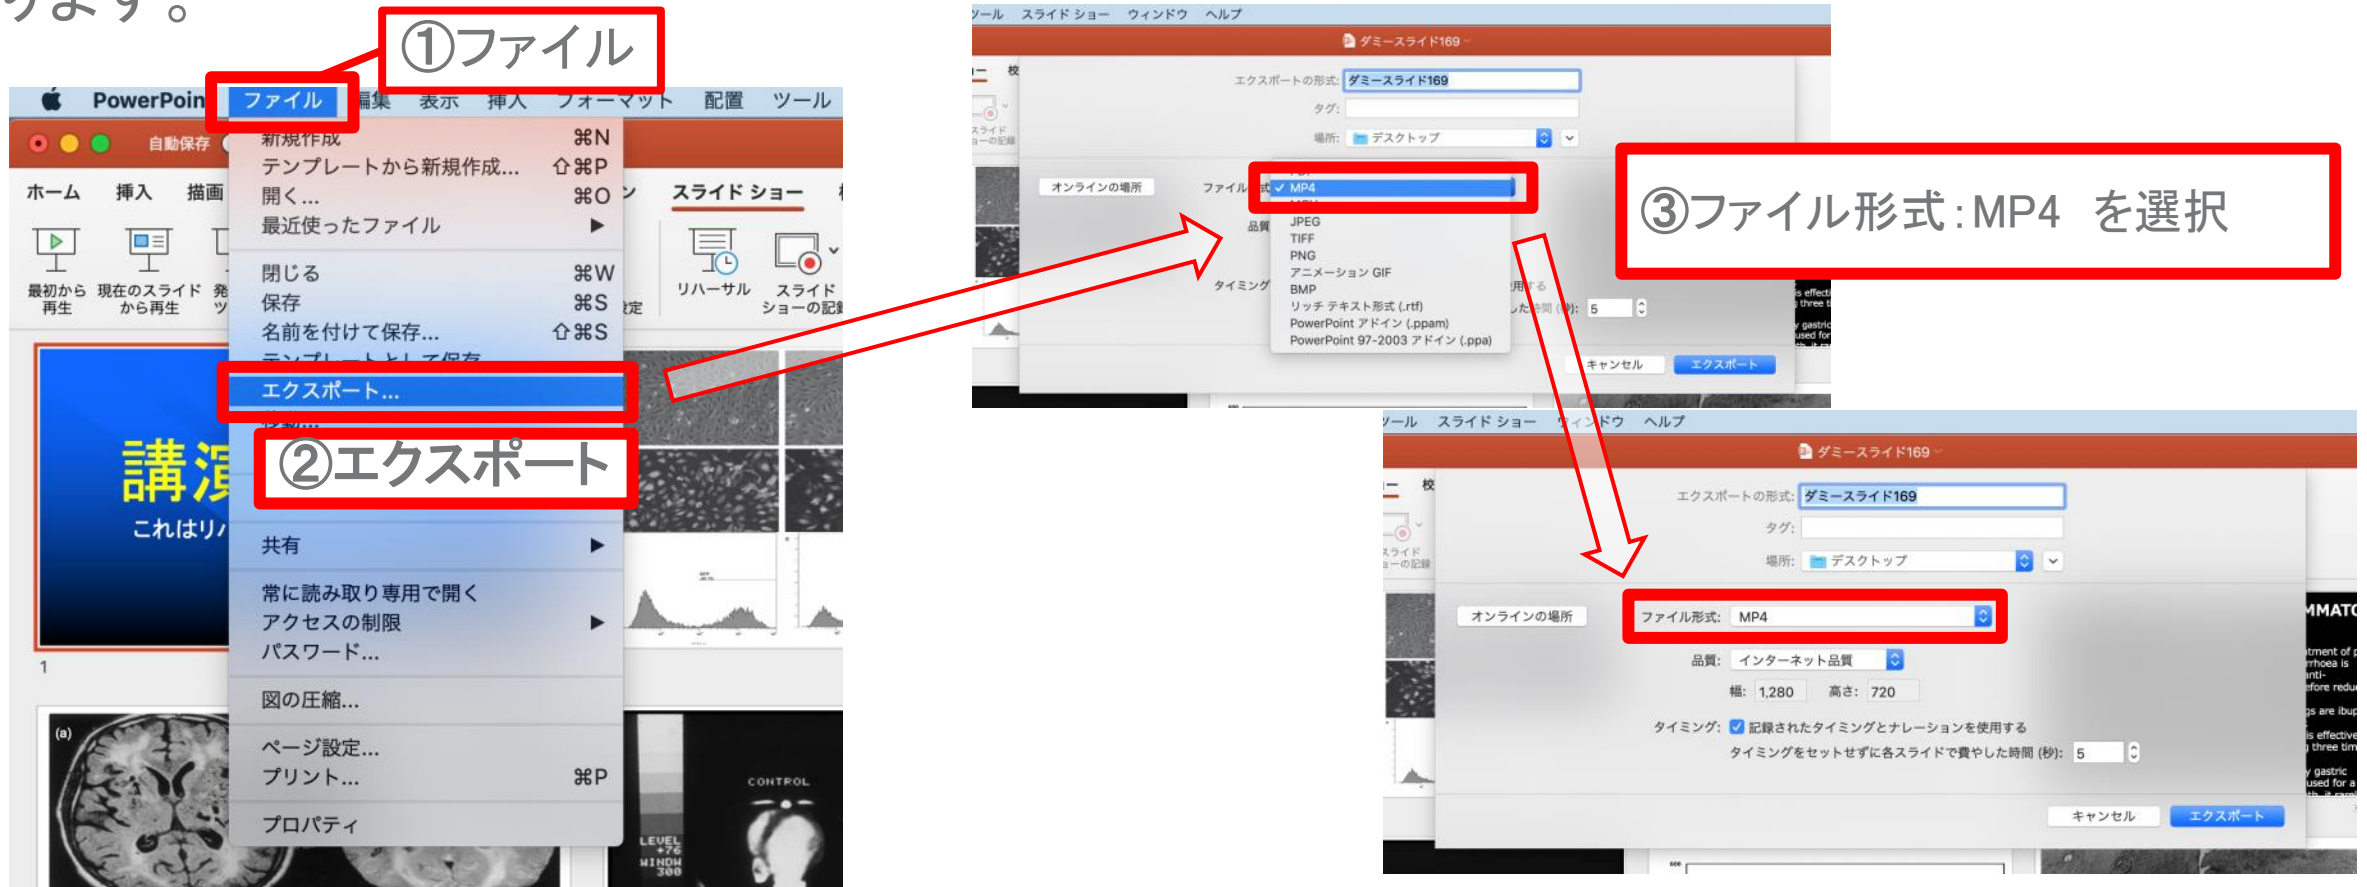 ります。
①ファイル
PowerPoin ファイル 編集 表示 挿入 フォーマット 配置 ツール
自動保存
ホーム 挿入 描画
スライド ショー
最初から再生
現在のスライドから再生
リハーサル
スライド
ショーの記録
新規作成 ⌘N
テンプレートから新規作成... ⇧⌘P
開く... ⌘O
最近使ったファイル ▶
閉じる ⌘W
保存 ⌘S
名前を付けて保存... ⇧⌘S
テンプレートとして保存
エクスポート...
②エクスポート
共有 ▶
常に読み取り専用で開く
アクセスの制限 ▶
パスワード...
図の圧縮...
ページ設定...
プリント... ⌘P
プロパティ
講演
これはリハ
1
(a)
CONTROL
LEVEL
+76
WINDW
300
ツール スライド ショー ウィンドウ ヘルプ
ダミースライド169
校
エクスポートの形式: ダミースライド169
タグ:
場所: デスクトップ
オンラインの場所
ファイル形式 ✓ MP4
JPEG
TIFF
PNG
アニメーション GIF
BMP
リッチ テキスト形式 (.rtf)
PowerPoint アドイン (.ppam)
PowerPoint 97-2003 アドイン (.ppa)
品質
タイミング
用する
した時間 (秒): 5
キャンセル エクスポート
③ファイル形式:MP4 を選択
ツール スライド ショー ウィンドウ ヘルプ
ダミースライド169
校
エクスポートの形式: ダミースライド169
タグ:
場所: デスクトップ
オンラインの場所
ファイル形式: MP4
品質: インターネット品質
幅: 1,280 高さ: 720
タイミング: 記録されたタイミングとナレーションを使用する
タイミングをセットせずに各スライドで費やした時間 (秒): 5
キャンセル エクスポート